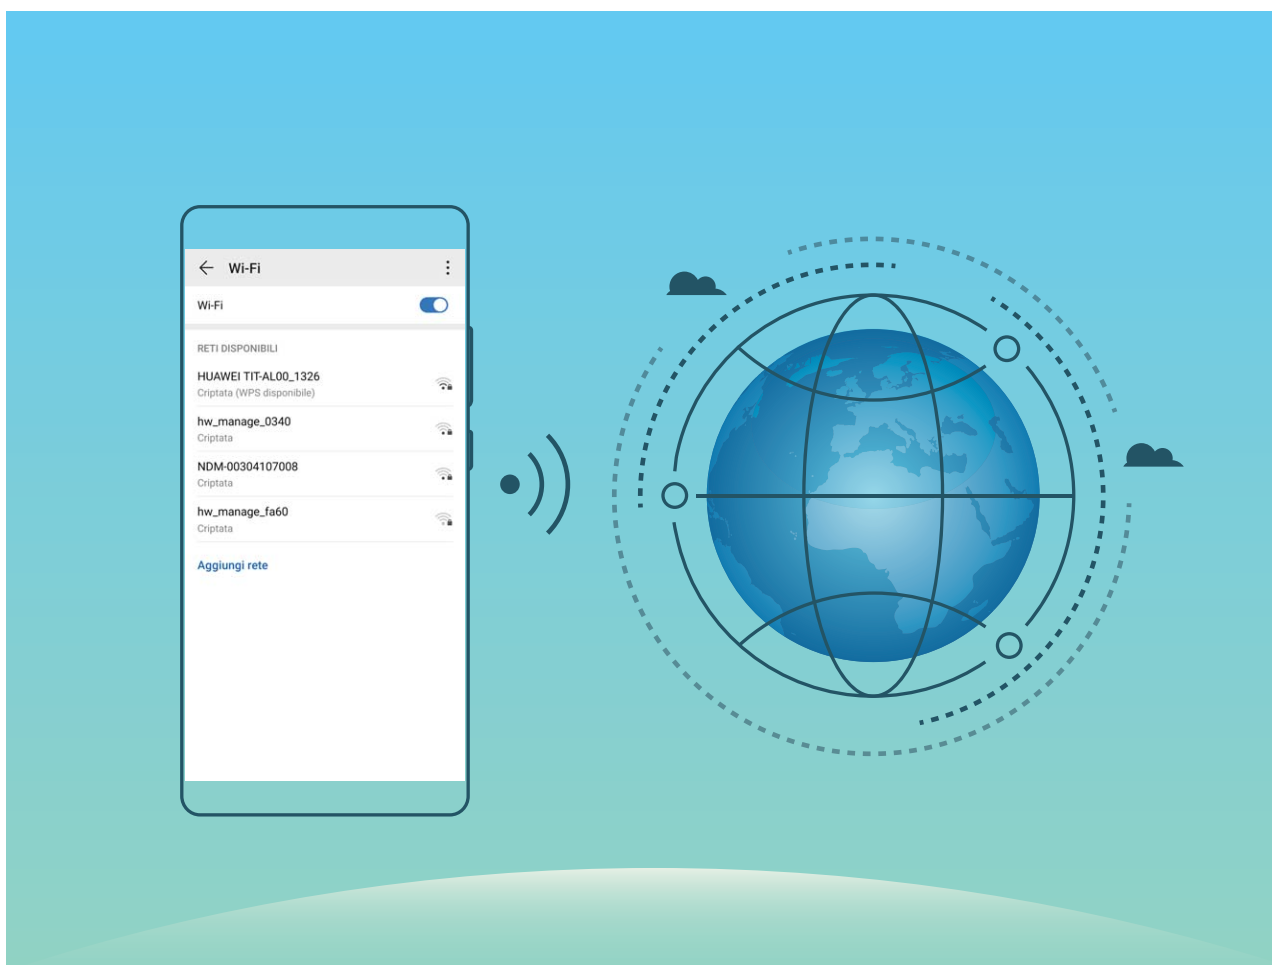 Wi-Fi
Wi-Fi
RETI DISPONIBILI
HUAWEI TIT-AL00_1326
Criptata (WPS disponibile)
hw_manage_0340
Criptata
NDM-00304107008
Criptata
hw_manage_fa60
Criptata
Aggiungi rete